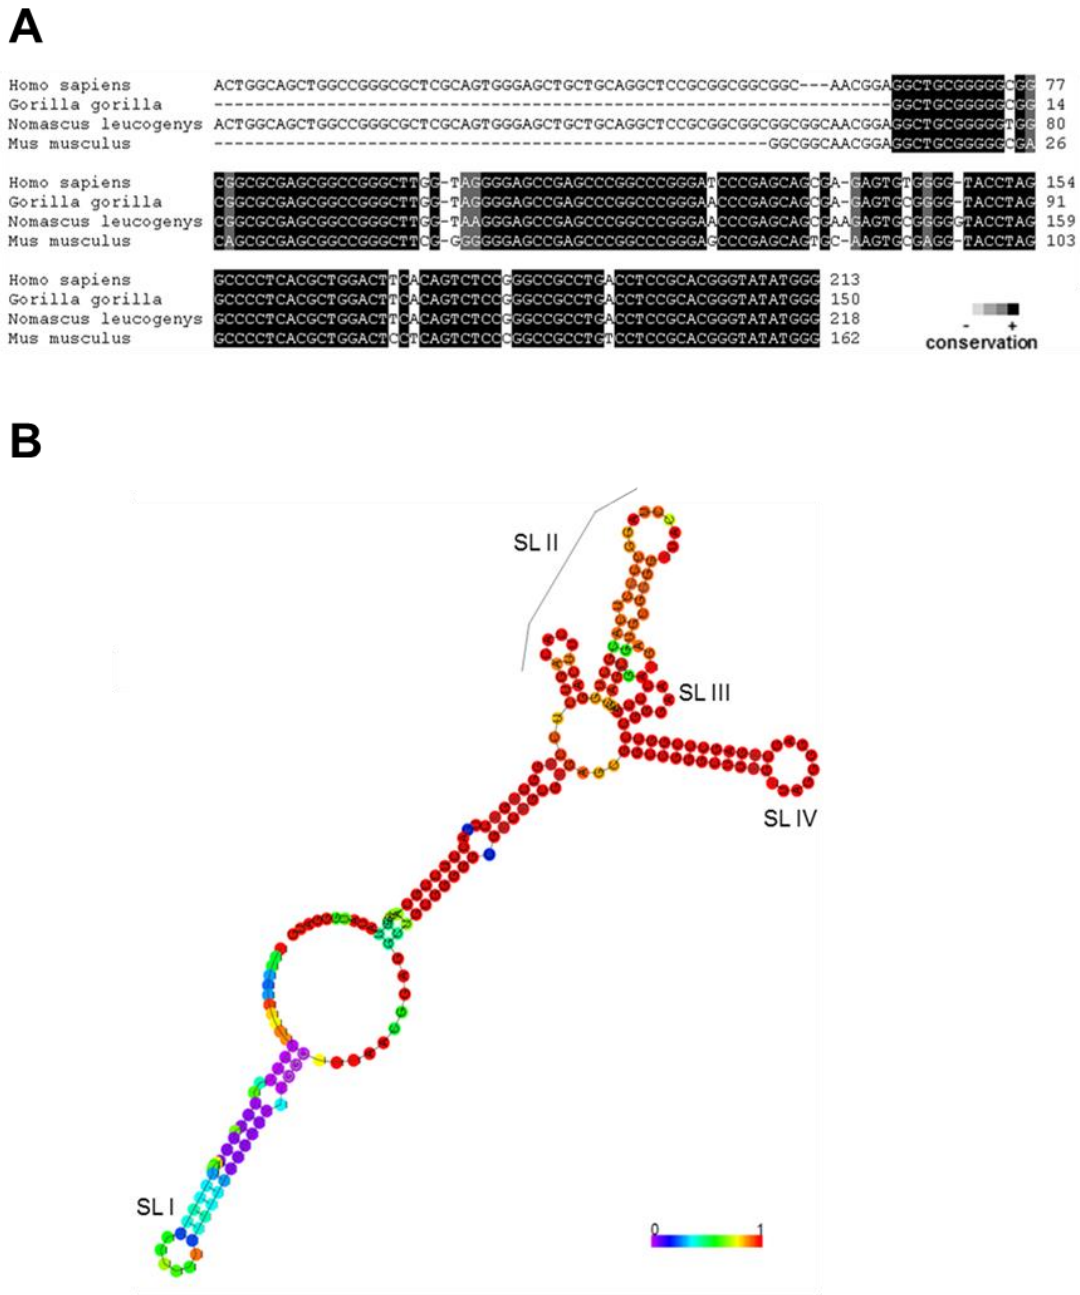 A
Homo sapiens ACTGGCAGCTGGCCGGGCGCTCGCAGTGGGAGCTGCTGCAGGCTCCGCGGCGGCGGC---AACGGAGGCTGCGGGGGCGG 77
Gorilla gorilla ------------------------------------------------------------------GGCTGCGGGGGCGG 14
Nomascus leucogenys ACTGGCAGCTGGCCGGGCGCTCGCAGTGGGAGCTGCTGCAGGCTCCGCGGCGGCGGCGGCAACGGAGGCTGCGGGGGTGG 80
Mus musculus ------------------------------------------------------GGCGGCAACGGAGGCTGCGGGGGCGA 26
Homo sapiens CGGCGCGAGCGGCCGGGCTTGG-TAGGGGAGCCGAGCCCGGCCCGGGATCCCGAGCAGCGA-GAGTGTGGGG-TACCTAG 154
Gorilla gorilla CGGCGCGAGCGGCCGGGCTTGG-TAGGGGAGCCGAGCCCGGCCCGGGAACCCGAGCAGCGA-GAGTGCGGGG-TACCTAG 91
Nomascus leucogenys CGGCGCGAGCGGCCGGGCTTGG-TAAGGGAGCCGAGCCCGGCCCGGGAACCCGAGCAGCGAAGAGTGCGGGGGTACCTAG 159
Mus musculus CAGCGCGAGCGGCCGGGCTTCG-GGGGGGAGCCGAGCCCGGCCCGGGAGCCCGAGCAGTGC-AAGTGCGAGG-TACCTAG 103
Homo sapiens GCCCCTCACGCTGGACTTCACAGTCTCCGGGCCGCCTGACCTCCGCACGGGTATATGGG 213
Gorilla gorilla GCCCCTCACGCTGGACTTCACAGTCTCCGGGCCGCCTGACCTCCGCACGGGTATATGGG 150
Nomascus leucogenys GCCCCTCACGCTGGACTTCACAGTCTCCGGGCCGCCTGACCTCCGCACGGGTATATGGG 218
Mus musculus GCCCCTCACGCTGGACTCCTCAGTCTCCCGGCCGCCTGTCCTCCGCACGGGTATATGGG 162
- +
conservation
B
SL II
SL III
SL IV
SL I
0 1